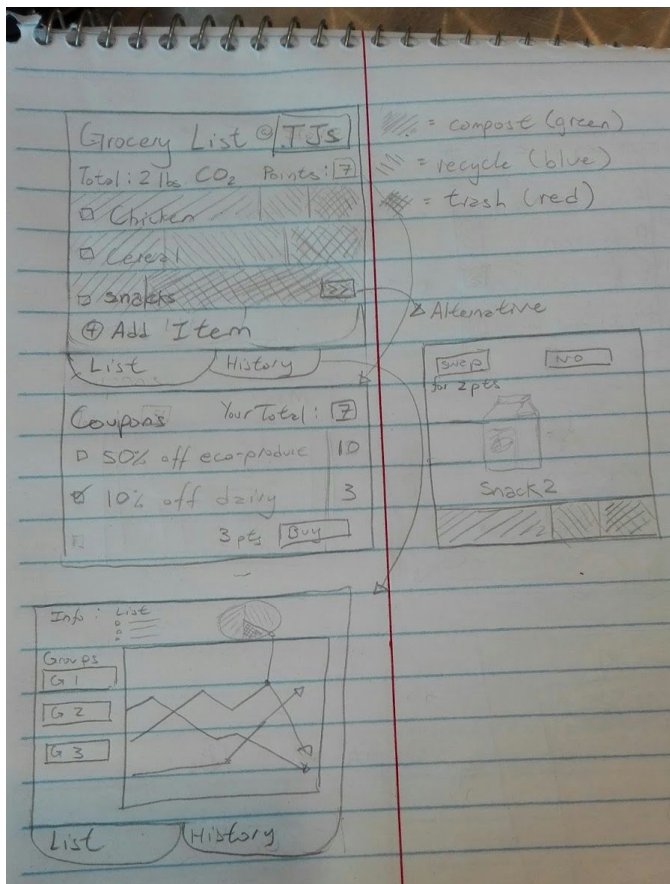 Grocery List @ TJs
Total: 2 lbs. CO₂ Points: 7
Chicken
Cereal
Snacks >>
+ Add Item
List History
= compost (green)
= recycle (blue)
= trash (red)
Alternative
Swap NO
for 2pts
Snack 2
Coupons Your Total: 7
50% off eco-produce 10
10% off dairy 3
3 pts Buy
Info: List
Groups
G 1
G 2
G 3
List History